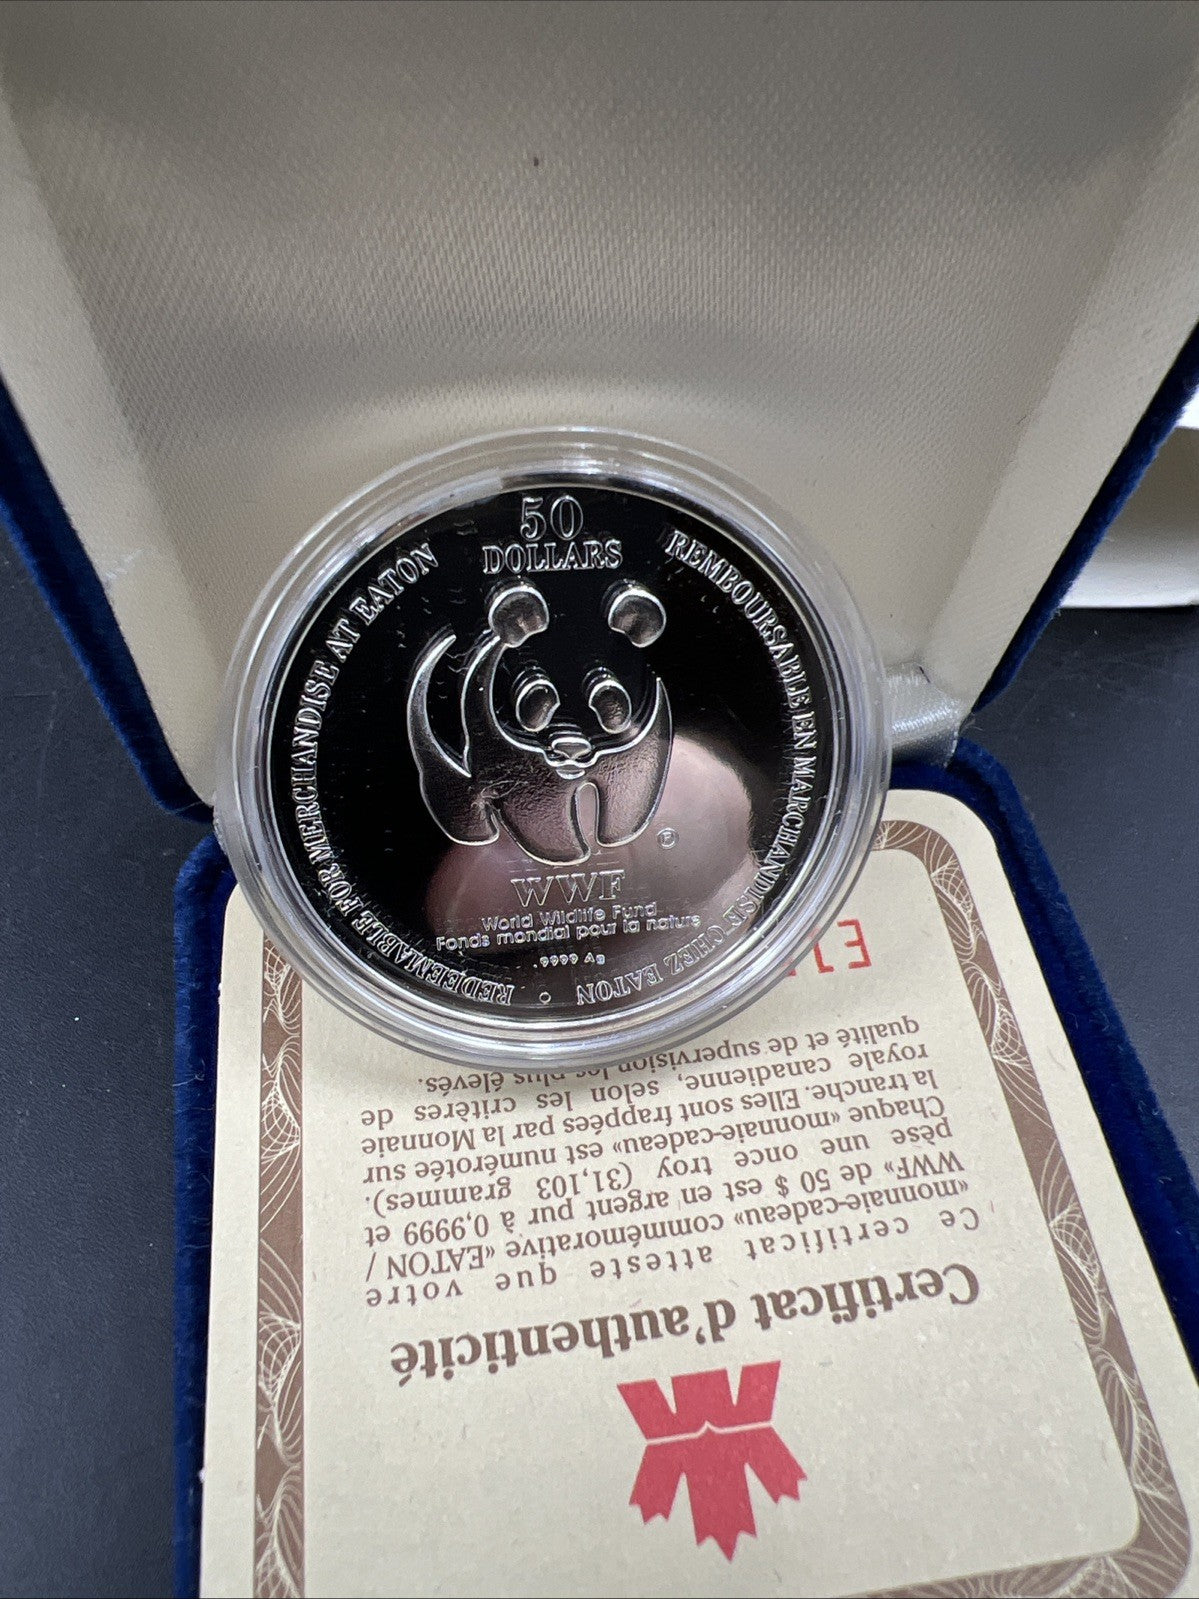 50
DOLLARS
REDEEMABLE FOR MERCHANDISE AT EATON
REMBOURSABLE EN MARCHANDISE CHEZ EATON
WWF
World Wildlife Fund
Fonds mondial pour la nature
.9999 Ag
Certificat d'authenticité
Ce certificat atteste que votre
«monnaie-cadeau» commémorative «EATON /
WWF» de 50 $ est en argent pur à 0,9999 et
pèse une once troy (31,103 grammes).
Chaque «monnaie-cadeau» est numérotée sur
la tranche. Elles sont frappées par la Monnaie
royale canadienne, selon les critères de
qualité et de supervision les plus élevés.